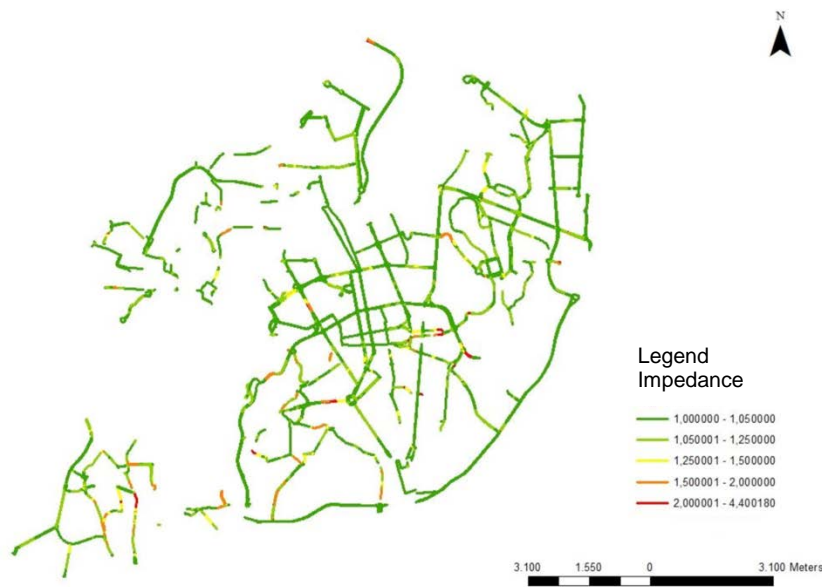 N
Legend
Impedance
1,000000 - 1,050000
1,050001 - 1,250000
1,250001 - 1,500000
1,500001 - 2,000000
2,000001 - 4,400180
3.100 1.550 0 3.100 Meters